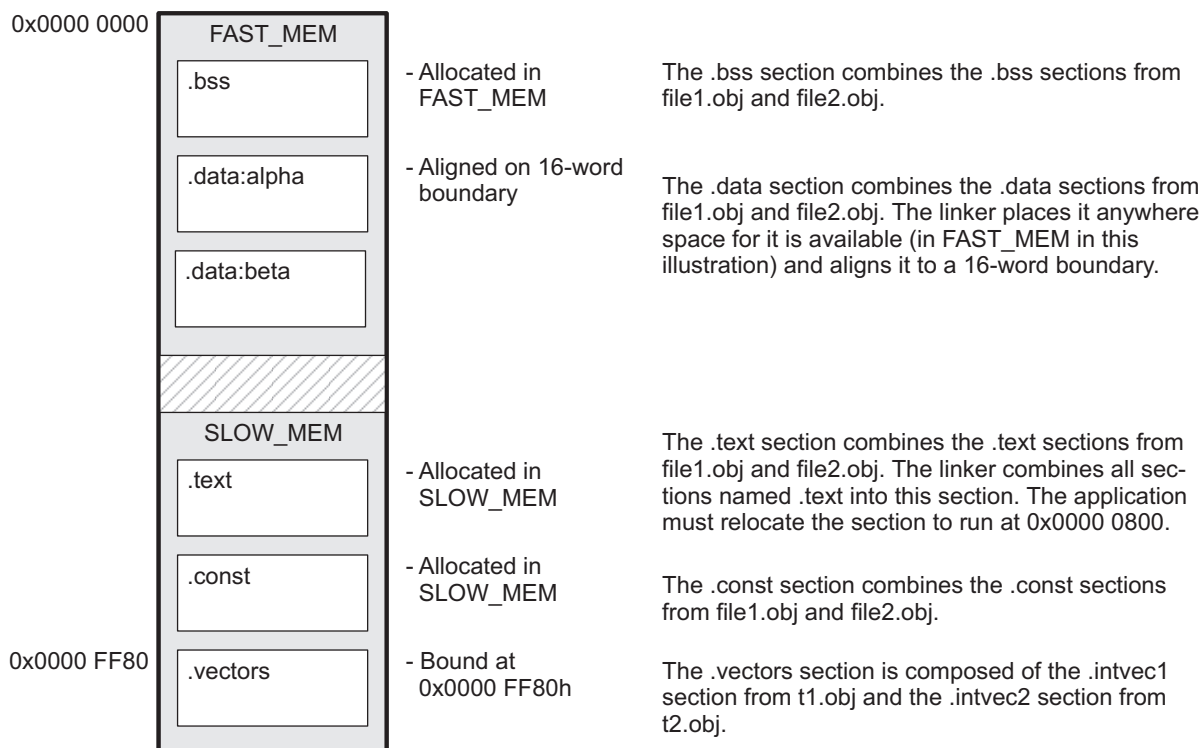 0x0000 0000
FAST_MEM
.bss
- Allocated in
FAST_MEM
The .bss section combines the .bss sections from
file1.obj and file2.obj.
.data:alpha
- Aligned on 16-word
boundary
The .data section combines the .data sections from
file1.obj and file2.obj. The linker places it anywhere
space for it is available (in FAST_MEM in this
illustration) and aligns it to a 16-word boundary.
.data:beta
SLOW_MEM
.text
- Allocated in
SLOW_MEM
The .text section combines the .text sections from
file1.obj and file2.obj. The linker combines all sec-
tions named .text into this section. The application
must relocate the section to run at 0x0000 0800.
.const
- Allocated in
SLOW_MEM
The .const section combines the .const sections
from file1.obj and file2.obj.
0x0000 FF80
.vectors
- Bound at
0x0000 FF80h
The .vectors section is composed of the .intvec1
section from t1.obj and the .intvec2 section from
t2.obj.